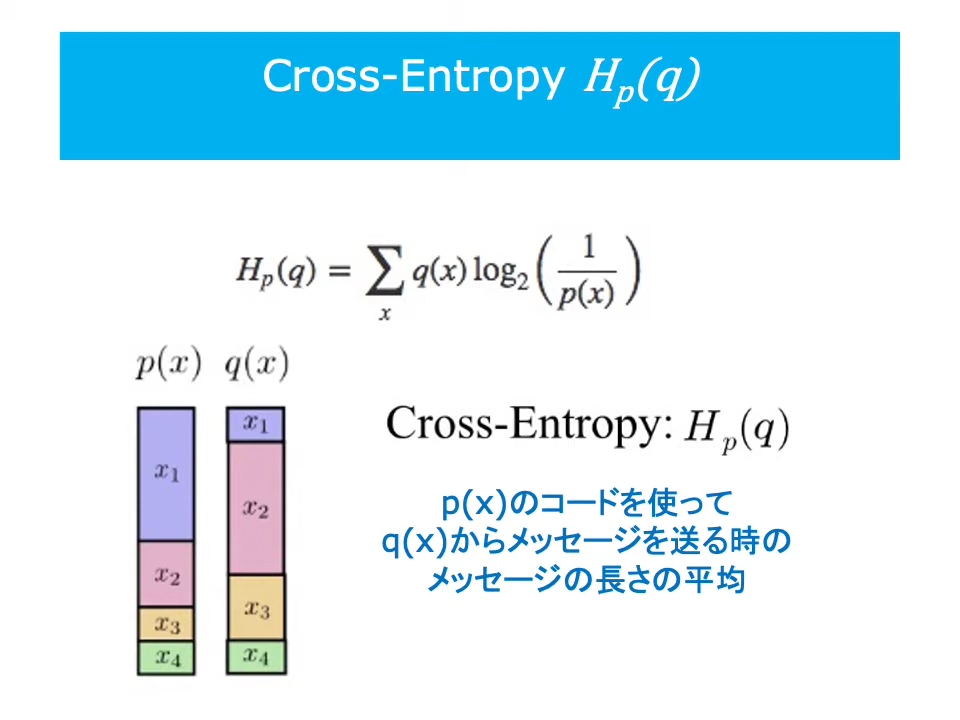 Cross-Entropy Hₚ(q)
Hₚ(q) = ∑ₓ q(x) log₂(1/p(x))
p(x) q(x)
x₁ x₁
x₂ x₂
x₃ x₃
x₄ x₄
Cross-Entropy: Hₚ(q)
p(x)のコードを使って
q(x)からメッセージを送る時の
メッセージの長さの平均